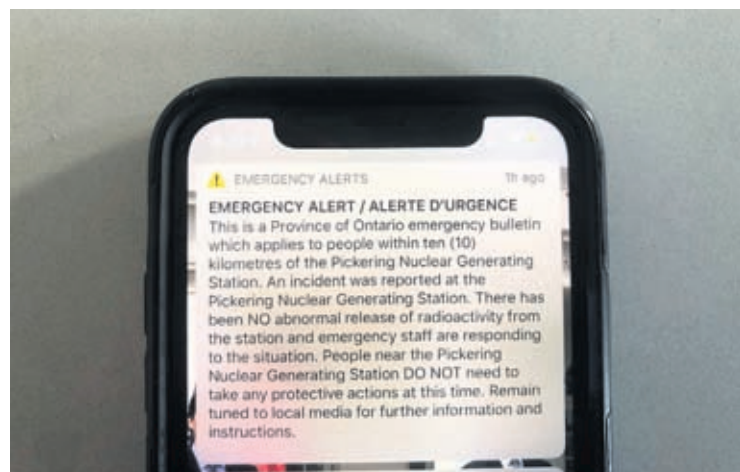 EMERGENCY ALERTS 1h ago
EMERGENCY ALERT / ALERTE D'URGENCE
This is a Province of Ontario emergency bulletin
which applies to people within ten (10)
kilometres of the Pickering Nuclear Generating
Station. An incident was reported at the
Pickering Nuclear Generating Station. There has
been NO abnormal release of radioactivity from
the station and emergency staff are responding
to the situation. People near the Pickering
Nuclear Generating Station DO NOT need to
take any protective actions at this time. Remain
tuned to local media for further information and
instructions.